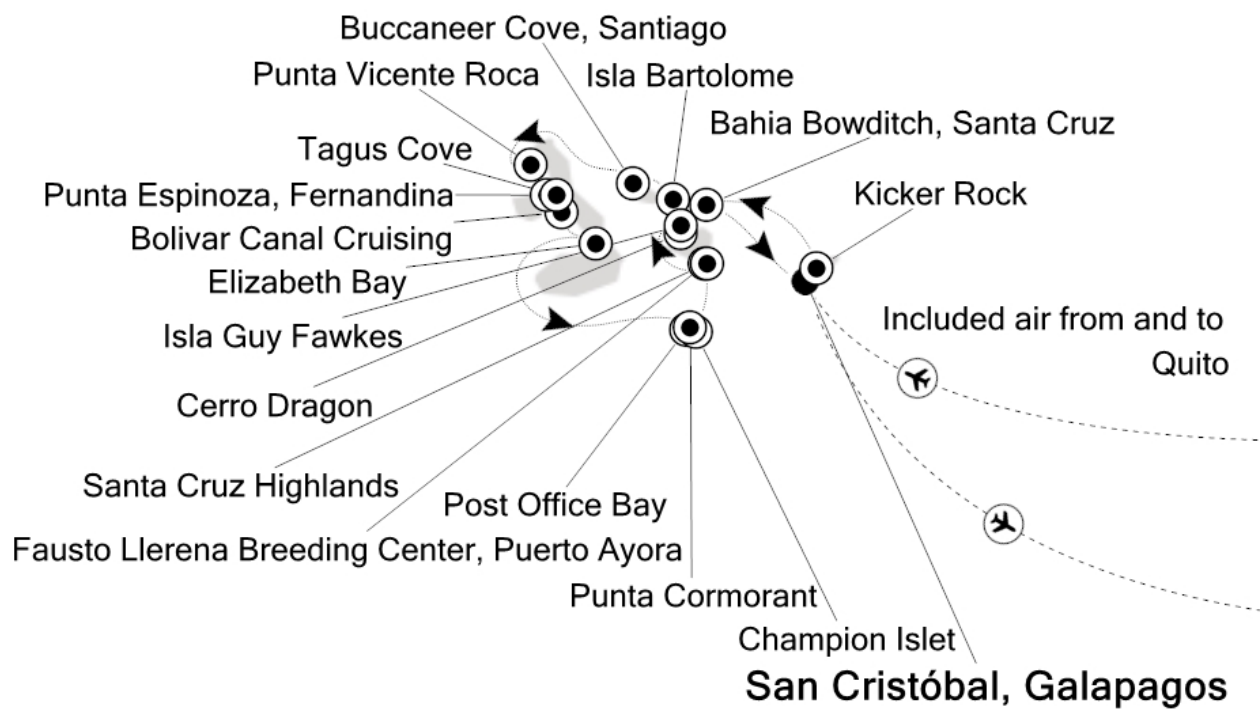 Buccaneer Cove, Santiago
Punta Vicente Roca
Isla Bartolome
Bahia Bowditch, Santa Cruz
Tagus Cove
Punta Espinoza, Fernandina
Kicker Rock
Bolivar Canal Cruising
Elizabeth Bay
Isla Guy Fawkes
Included air from and to
Quito
Cerro Dragon
Santa Cruz Highlands
Post Office Bay
Fausto Llerena Breeding Center, Puerto Ayora
Punta Cormorant
Champion Islet
San Cristóbal, Galapagos